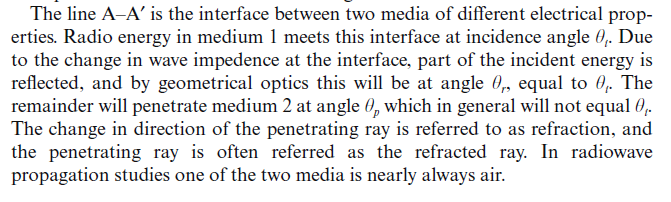 The line A–A′ is the interface between two media of different electrical prop-
erties. Radio energy in medium 1 meets this interface at incidence angle θi. Due
to the change in wave impedence at the interface, part of the incident energy is
reflected, and by geometrical optics this will be at angle θr, equal to θi. The
remainder will penetrate medium 2 at angle θp which in general will not equal θi.
The change in direction of the penetrating ray is referred to as refraction, and
the penetrating ray is often referred as the refracted ray. In radiowave
propagation studies one of the two media is nearly always air.